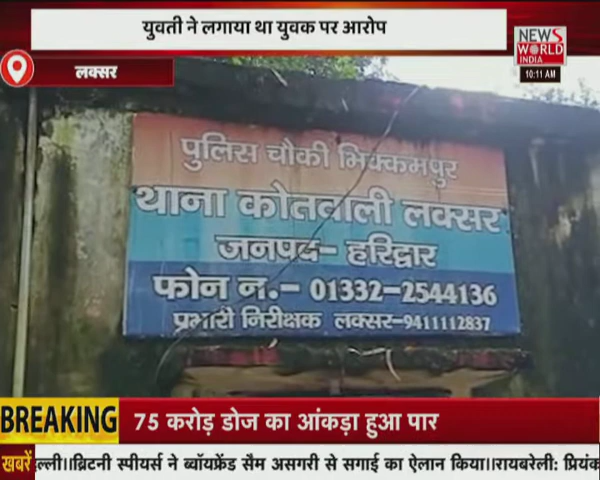 युवती ने लगाया था युवक पर आरोप
NEWS
WORLD
INDIA
10:11 AM
लक्सर
पुलिस चौकी भिक्कमपुर
थाना कोतवाली लक्सर
जनपद- हरिद्वार
फोन न.- 01332-2544136
प्रभारी निरीक्षक लक्सर-9411112837
BREAKING
75 करोड़ डोज का आंकड़ा हुआ पार
खबरें
ल्ली।।ब्रिटनी स्पीयर्स ने ब्वॉयफ्रेंड सैम असगरी से सगाई का ऐलान किया।।रायबरेली: प्रियंक